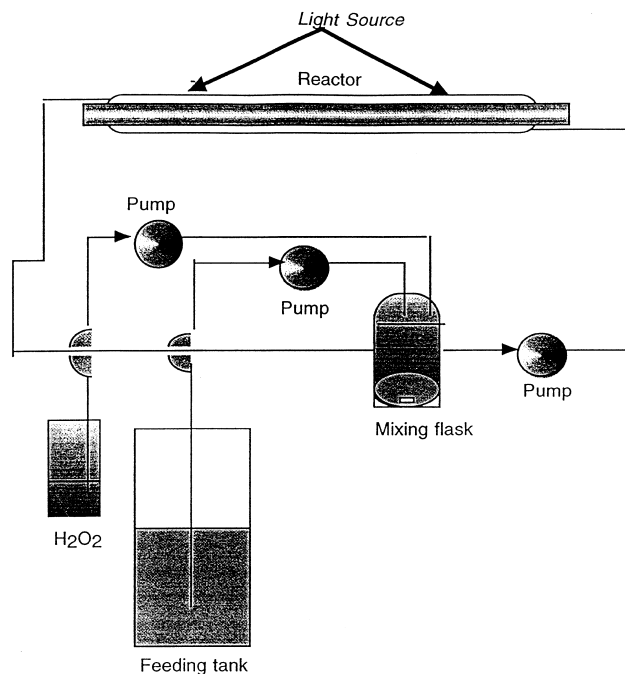 Light Source
Reactor
Pump
Pump
Pump
Mixing flask
H2O2
Feeding tank